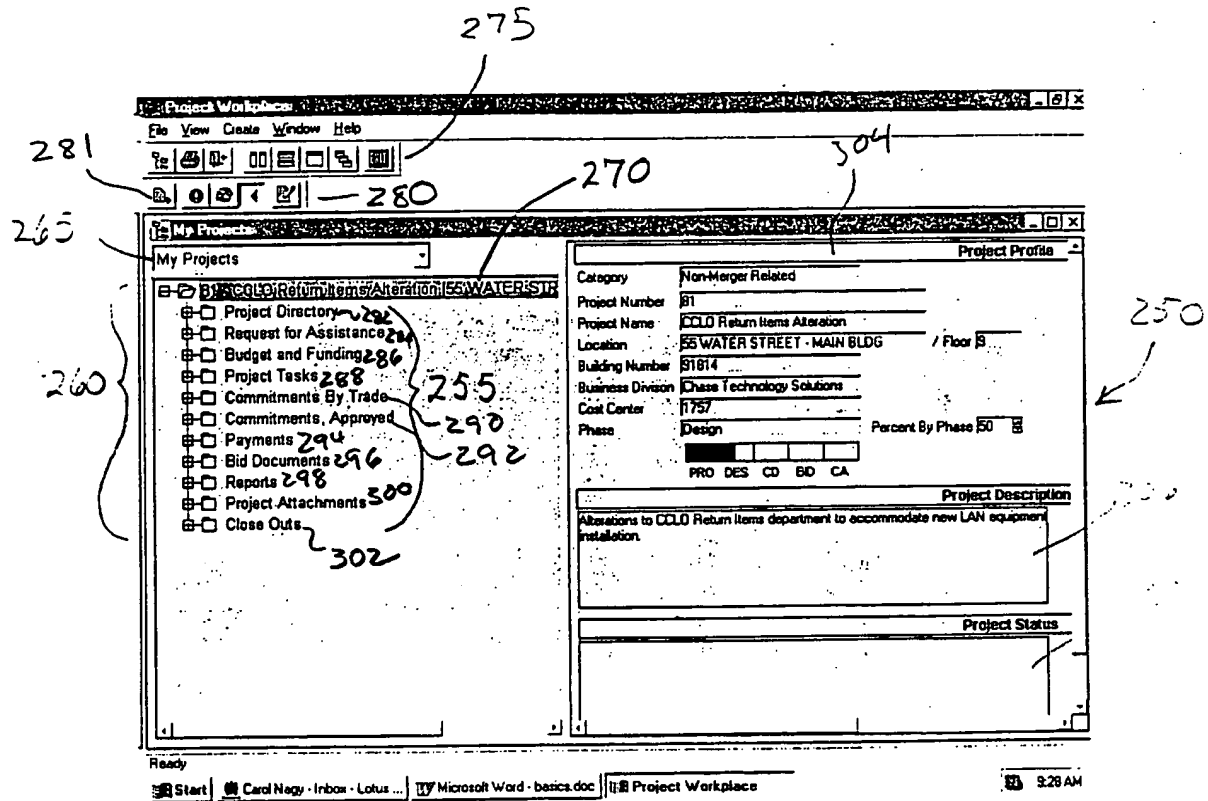 275
Project Workplace
File View Create Window Help
281
304
280
270
265
My Projects
My Projects
Project Profile
Category Non-Merger Related
Project Number 81
Project Name CCLO Return Items Alteration
Location 55 WATER STREET - MAIN BLDG / Floor 9
Building Number 91814
Business Division Chase Technology Solutions
Cost Center 1757
Phase Design Percent By Phase 50
PRO DES CD BID CA
250
Return Items Alteration 55 WATER STR
Project Directory 282
Request for Assistance 284
Budget and Funding 286
Project Tasks 288
Commitments By Trade 290
Commitments, Approved 292
Payments 294
Bid Documents 296
Reports 298
Project Attachments 300
Close Outs 302
255
260
Project Description
Alterations to CCLO Return Items department to accommodate new LAN equipment
installation.
Project Status
Ready
Start Carol Nagy - Inbox - Lotus ... Microsoft Word - basics.doc Project Workplace 9:28 AM